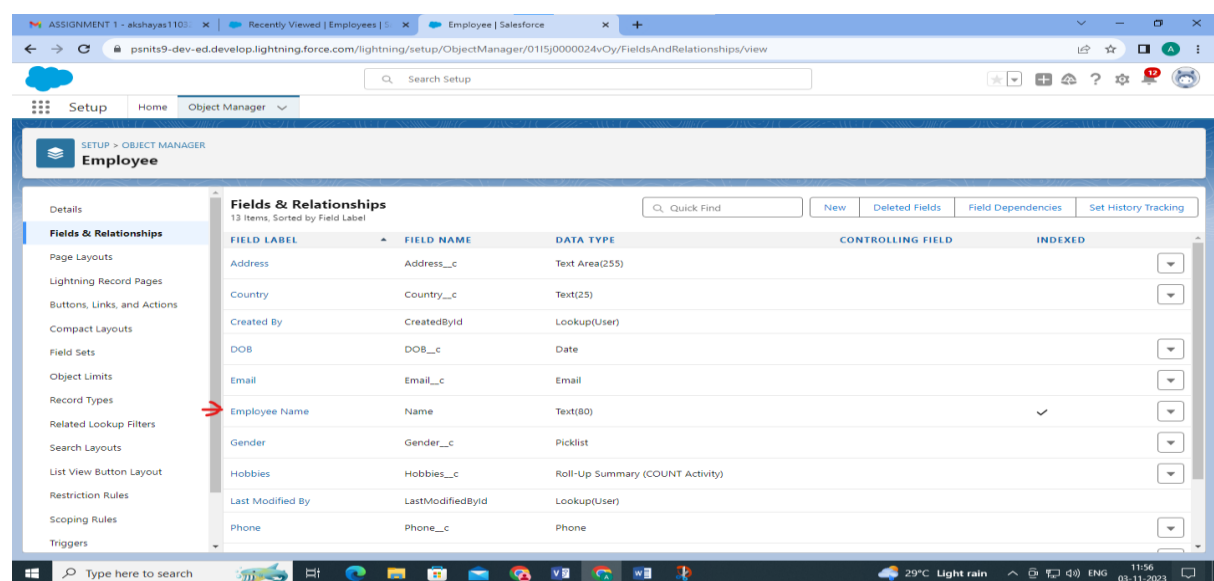 ASSIGNMENT 1 - akshayas1103 Recently Viewed | Employees | S Employee | Salesforce
psnits9-dev-ed.develop.lightning.force.com/lightning/setup/ObjectManager/01I5j0000024vOy/FieldsAndRelationships/view
A
Search Setup
12
Setup Home Object Manager
SETUP > OBJECT MANAGER
Employee
Details
Fields & Relationships
Page Layouts
Lightning Record Pages
Buttons, Links, and Actions
Compact Layouts
Field Sets
Object Limits
Record Types
Related Lookup Filters
Search Layouts
List View Button Layout
Restriction Rules
Scoping Rules
Triggers
Fields & Relationships
13 Items, Sorted by Field Label
Quick Find New Deleted Fields Field Dependencies Set History Tracking
FIELD LABEL FIELD NAME DATA TYPE CONTROLLING FIELD INDEXED
Address Address__c Text Area(255)
Country Country__c Text(25)
Created By CreatedById Lookup(User)
DOB DOB__c Date
Email Email__c Email
Employee Name Name Text(80)
Gender Gender__c Picklist
Hobbies Hobbies__c Roll-Up Summary (COUNT Activity)
Last Modified By LastModifiedById Lookup(User)
Phone Phone__c Phone
Type here to search 29°C Light rain ENG 11:56
03-11-2023